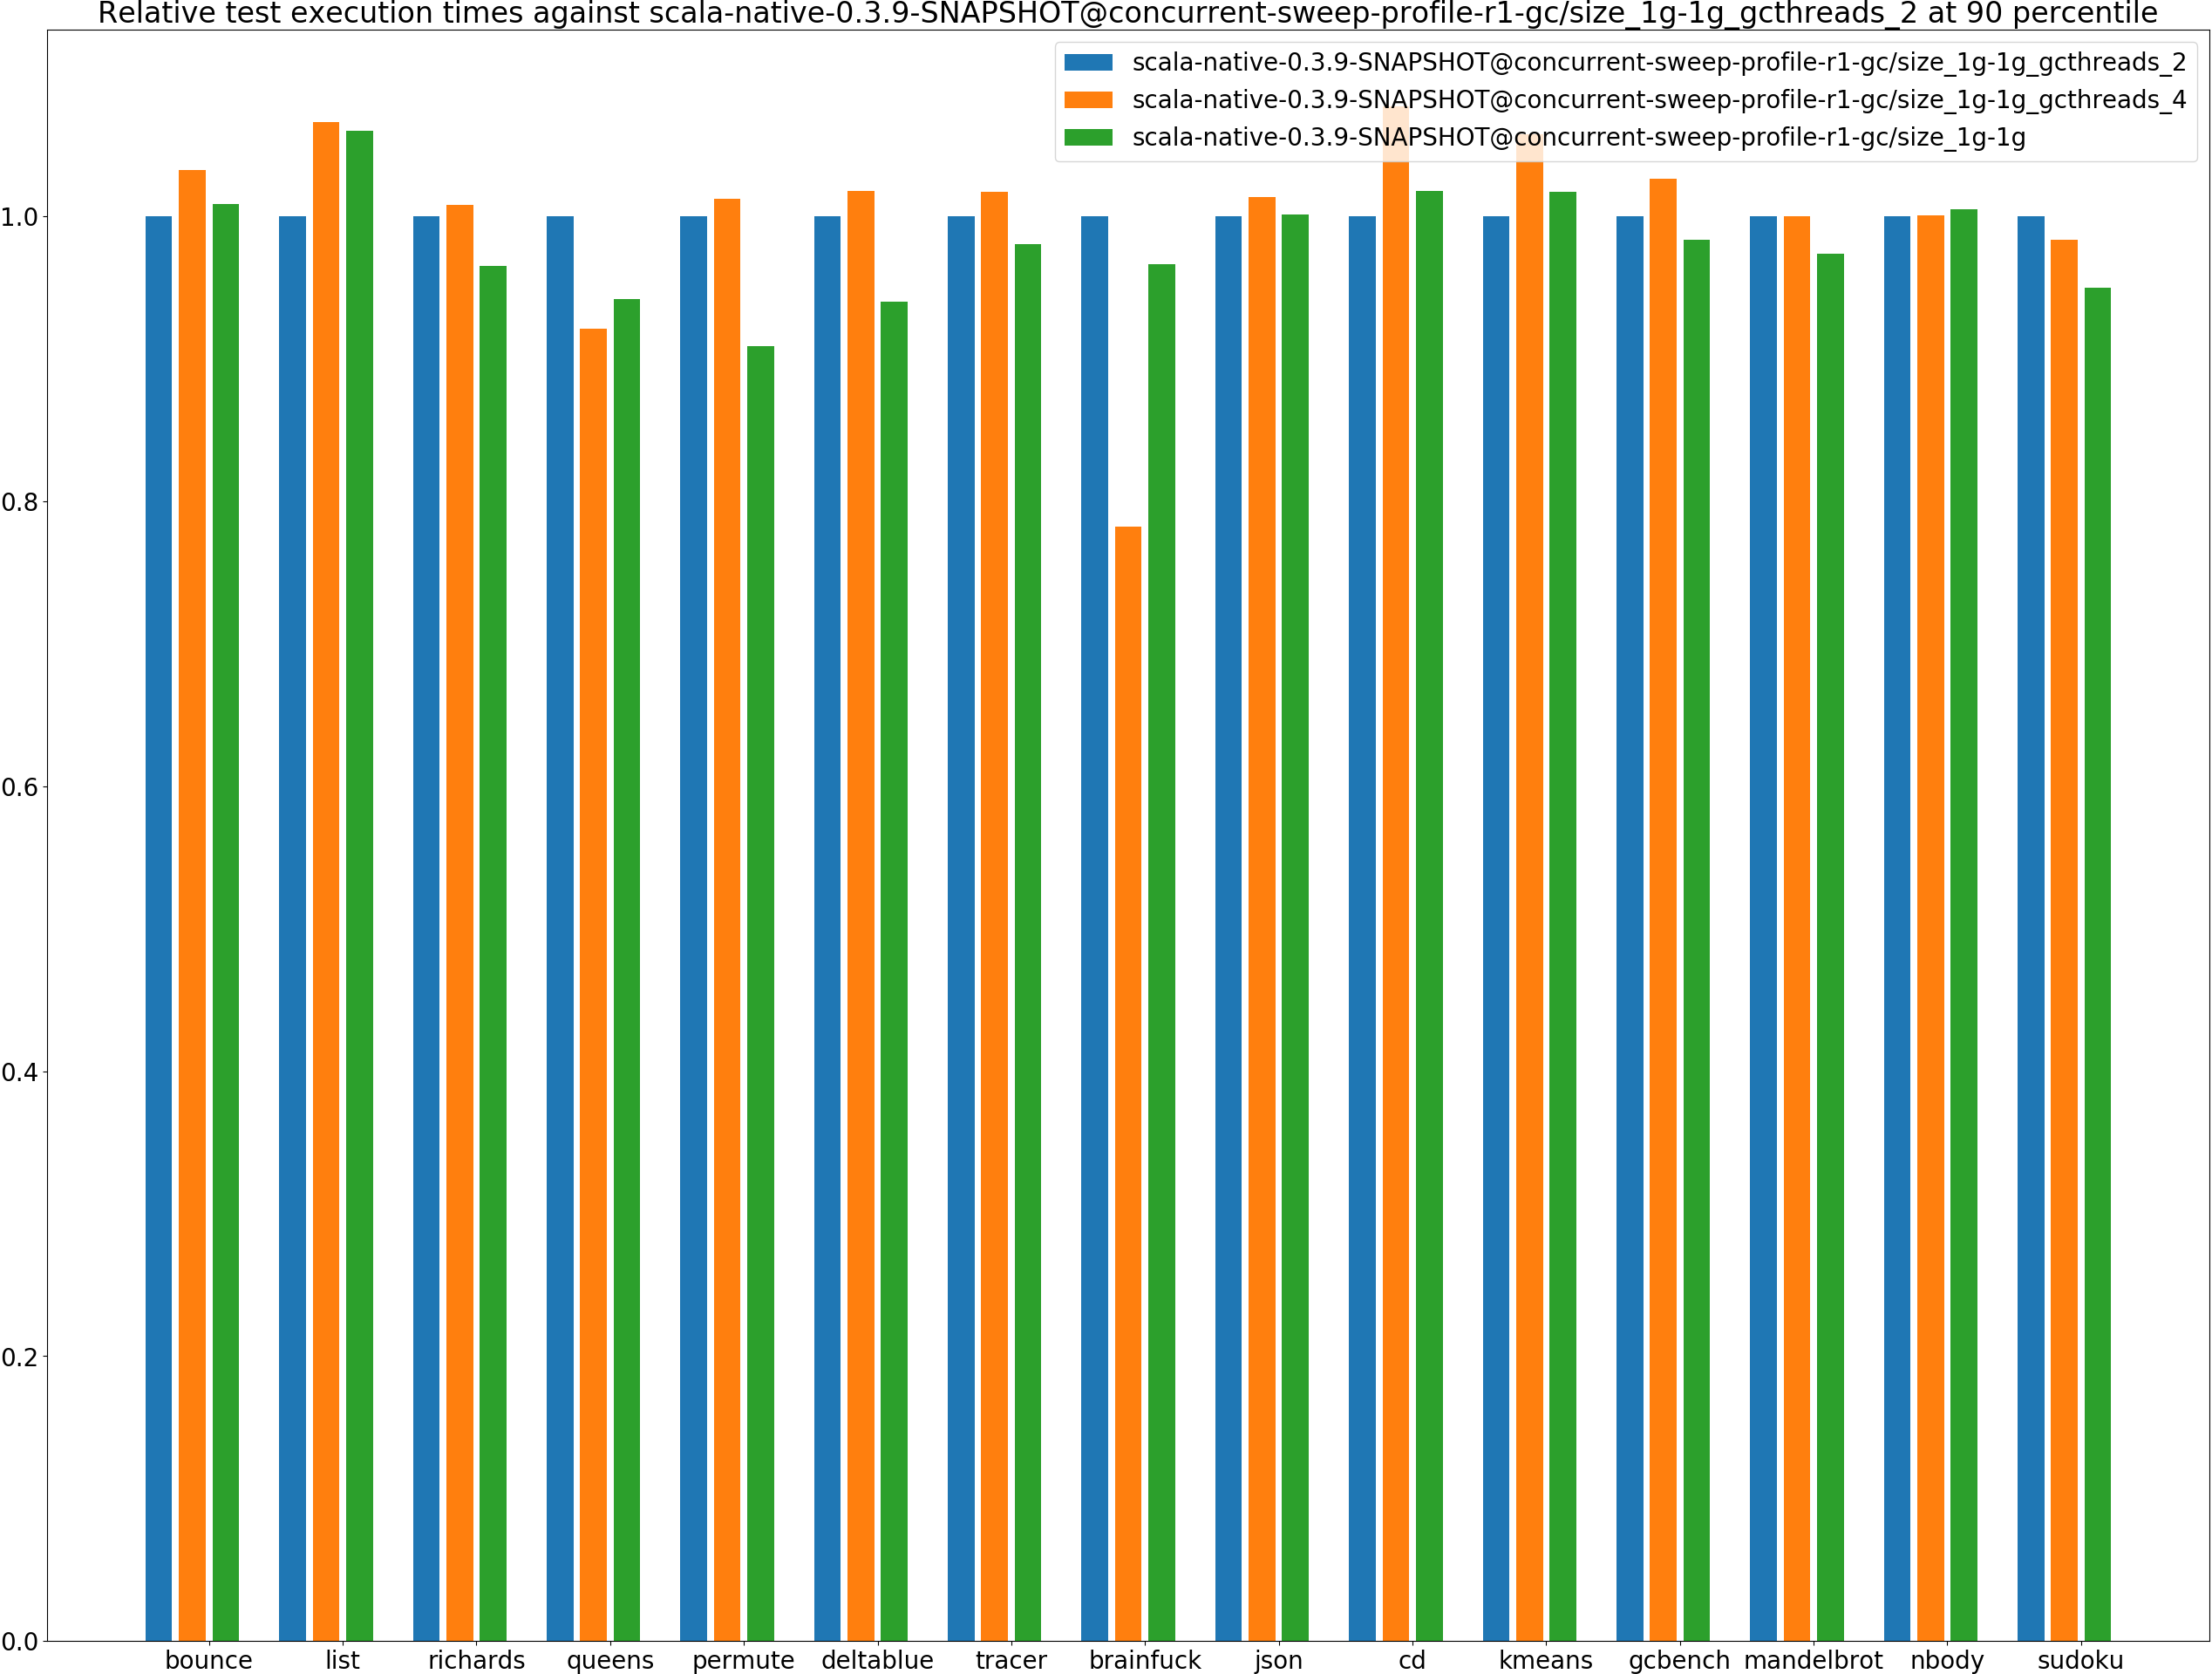 Relative test execution times against scala-native-0.3.9-SNAPSHOT@concurrent-sweep-profile-r1-gc/size_1g-1g_gcthreads_2 at 90 percentile
scala-native-0.3.9-SNAPSHOT@concurrent-sweep-profile-r1-gc/size_1g-1g_gcthreads_2
scala-native-0.3.9-SNAPSHOT@concurrent-sweep-profile-r1-gc/size_1g-1g_gcthreads_4
scala-native-0.3.9-SNAPSHOT@concurrent-sweep-profile-r1-gc/size_1g-1g
1.0
0.8
0.6
0.4
0.2
0.0
bounce list richards queens permute deltablue tracer brainfuck json cd kmeans gcbench mandelbrot nbody sudoku